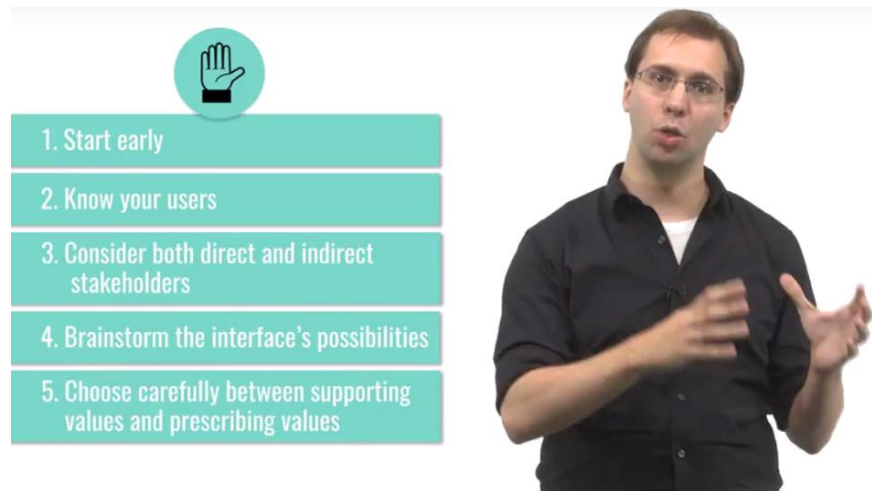 1. Start early
2. Know your users
3. Consider both direct and indirect
stakeholders
4. Brainstorm the interface's possibilities
5. Choose carefully between supporting
values and prescribing values